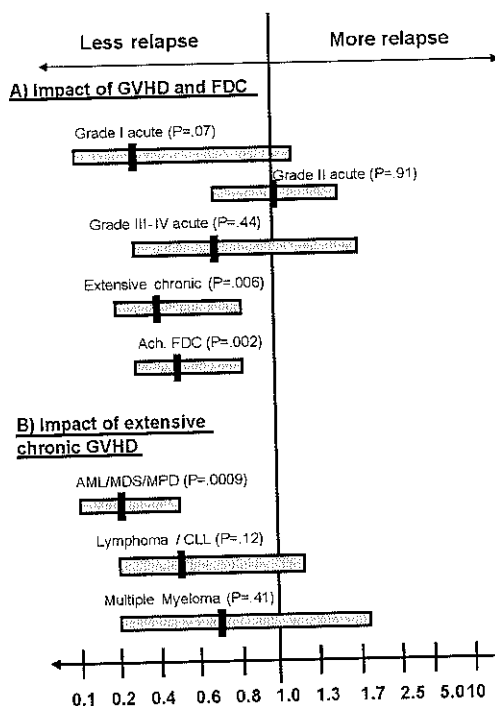 Less relapse
More relapse
A) Impact of GVHD and FDC
Grade I acute (P=.07)
Grade II acute (P=.91)
Grade III-IV acute (P=.44)
Extensive chronic (P=.006)
Ach. FDC (P=.002)
B) Impact of extensive
chronic GVHD
AML/MDS/MPD (P=.0009)
Lymphoma / CLL (P=.12)
Multiple Myeloma (P=.41)
0.1 0.2 0.4 0.6 0.8 1.0 1.3 1.7 2.5 5.0 10